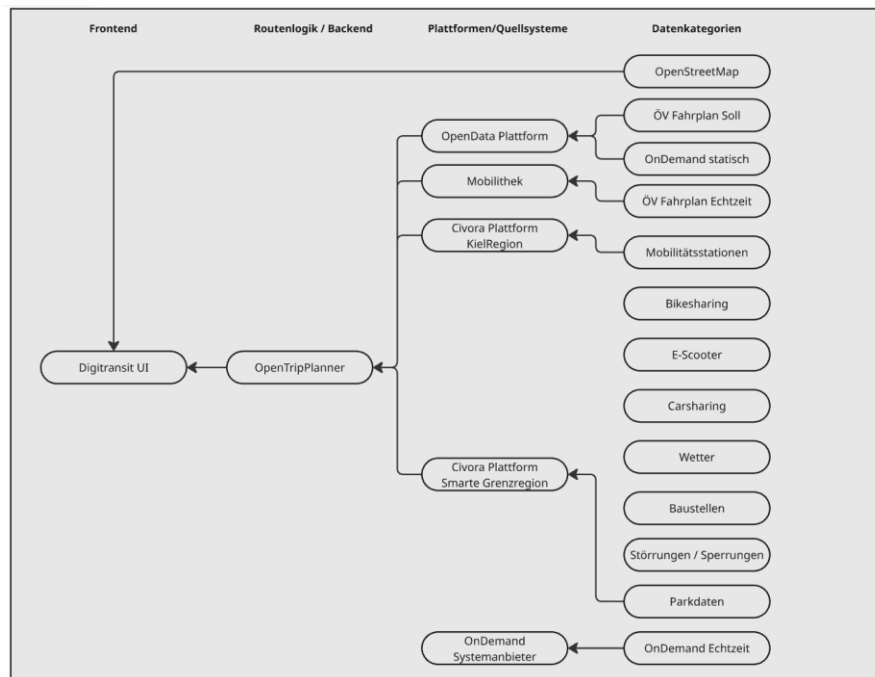 Frontend
Routenlogik / Backend
Plattformen/Quellsysteme
Datenkategorien
OpenStreetMap
ÖV Fahrplan Soll
OpenData Plattform
OnDemand statisch
Mobilithek
ÖV Fahrplan Echtzeit
Civora Plattform
KielRegion
Mobilitätsstationen
Bikesharing
E-Scooter
Digitransit UI
OpenTripPlanner
Carsharing
Wetter
Civora Plattform
Smarte Grenzregion
Baustellen
Störrungen / Sperrungen
Parkdaten
OnDemand
Systemanbieter
OnDemand Echtzeit